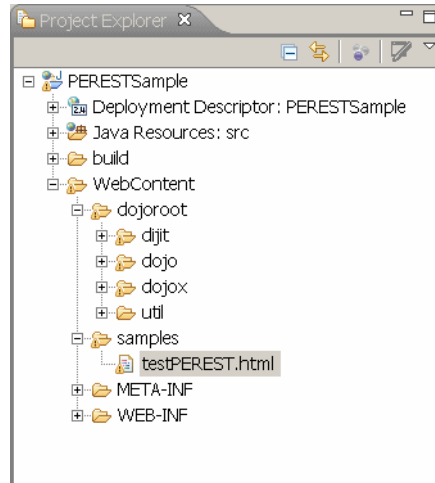 Project Explorer
PERESTSample
Deployment Descriptor: PERESTSample
Java Resources: src
build
WebContent
dojoroot
dijit
dojo
dojox
util
samples
testPEREST.html
META-INF
WEB-INF